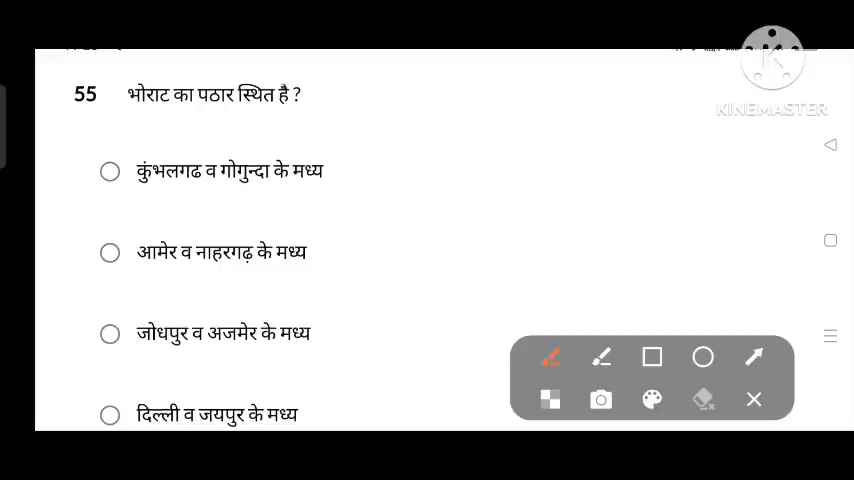 KINEMASTER
55 भोराट का पठार स्थित है ?
कुंभलगढ व गोगुन्दा के मध्य
आमेर व नाहरगढ़ के मध्य
जोधपुर व अजमेर के मध्य
दिल्ली व जयपुर के मध्य